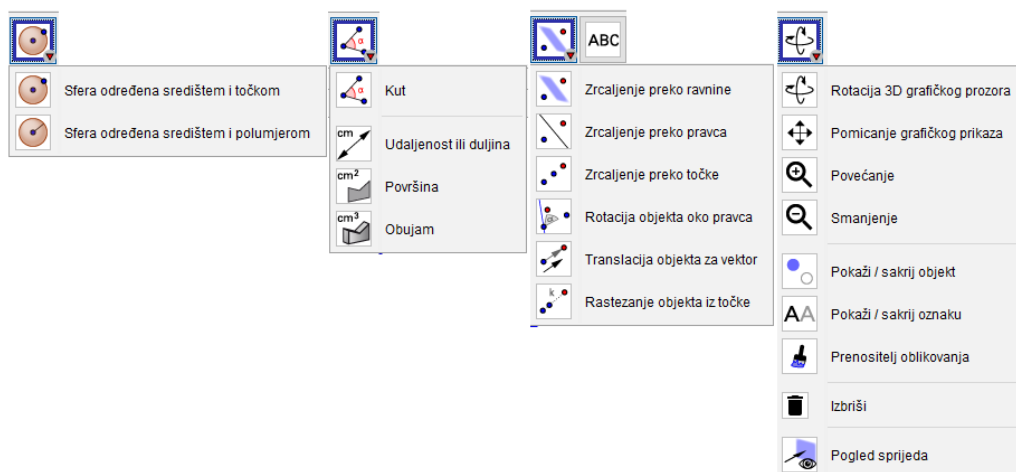 Sfera određena središtem i točkom
Sfera određena središtem i polumjerom
α
α
Kut
cm
Udaljenost ili duljina
cm²
Površina
cm³
Obujam
ABC
Zrcaljenje preko ravnine
Zrcaljenje preko pravca
Zrcaljenje preko točke
α
Rotacija objekta oko pravca
Translacija objekta za vektor
k
Rastezanje objekta iz točke
Rotacija 3D grafičkog prozora
Pomicanje grafičkog prikaza
Povećanje
Smanjenje
Pokaži / sakrij objekt
AA
Pokaži / sakrij oznaku
Prenositelj oblikovanja
Izbriši
Pogled sprijeda